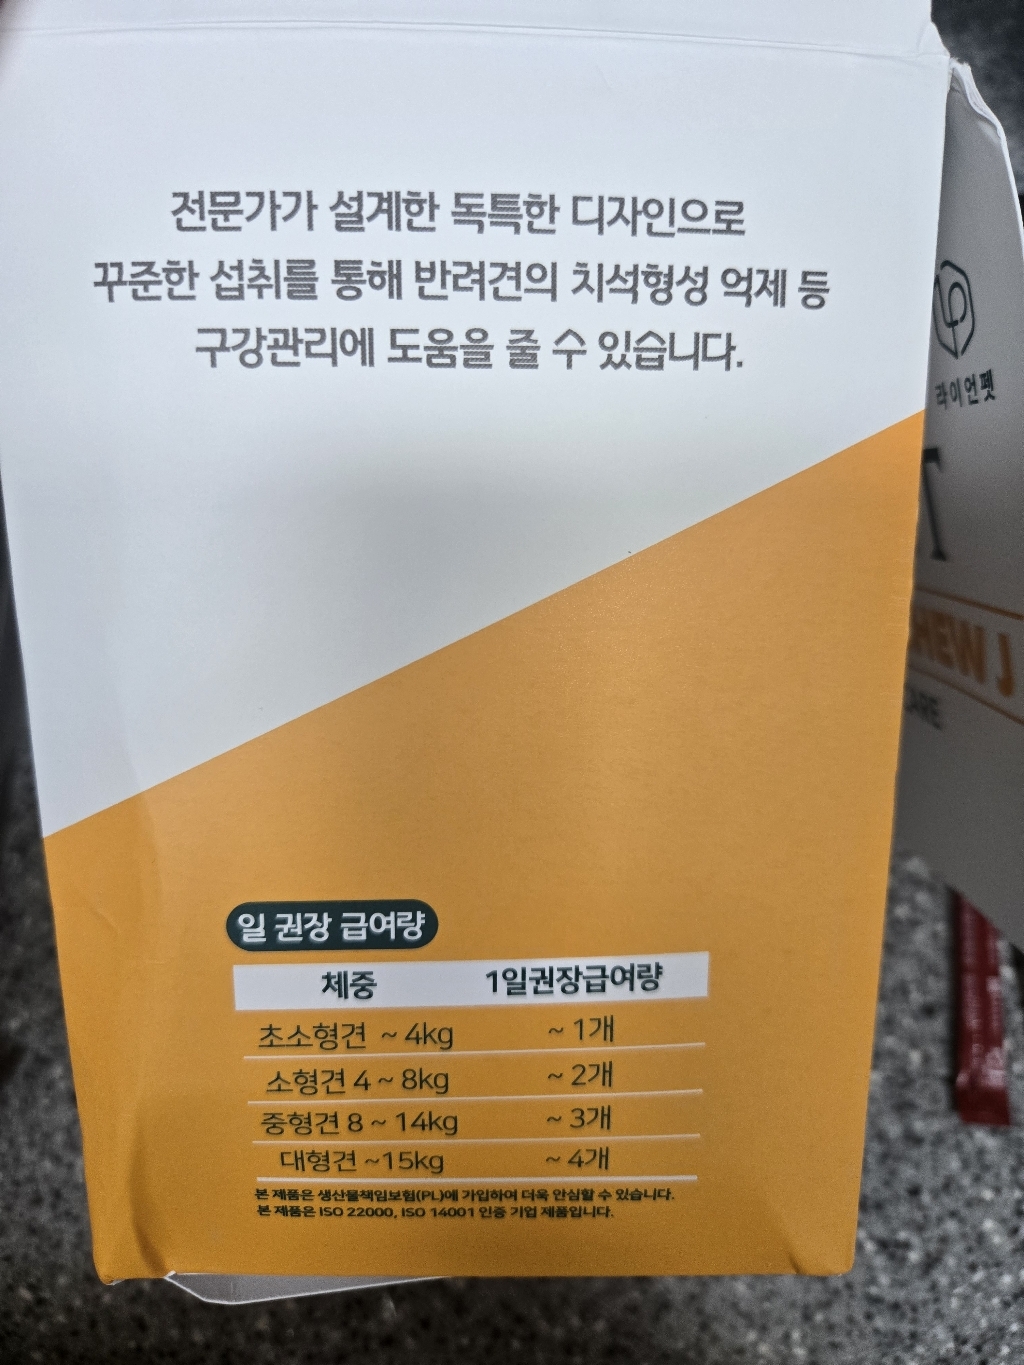 전문가가 설계한 독특한 디자인으로
꾸준한 섭취를 통해 반려견의 치석형성 억제 등
구강관리에 도움을 줄 수 있습니다.
라이언펫
T
HEW J
CARE
일 권장 급여량
체중 1일권장급여량
초소형견 ~ 4kg ~ 1개
소형견 4 ~ 8kg ~ 2개
중형견 8 ~ 14kg ~ 3개
대형견 ~15kg ~ 4개
본 제품은 생산물책임보험(PL)에 가입하여 더욱 안심할 수 있습니다.
본 제품은 ISO 22000, ISO 14001 인증 기업 제품입니다.